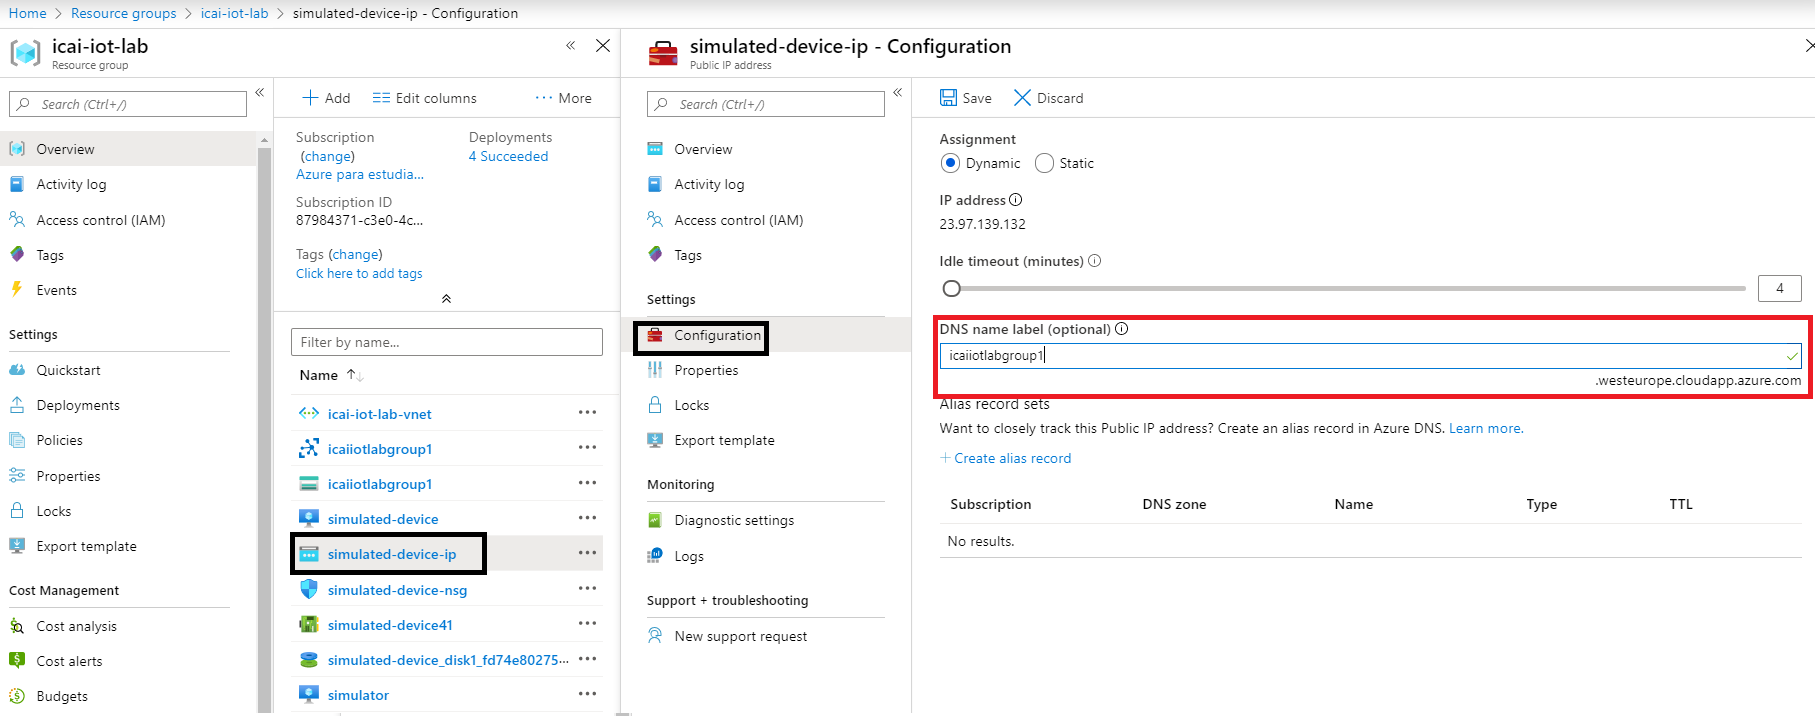 Home > Resource groups > icai-iot-lab > simulated-device-ip - Configuration
icai-iot-lab
Resource group
Search (Ctrl+/)
Overview
Activity log
Access control (IAM)
Tags
Events
Settings
Quickstart
Deployments
Policies
Properties
Locks
Export template
Cost Management
Cost analysis
Cost alerts
Budgets
Add
Edit columns
More
Subscription
(change)
Azure para estudia...
Deployments
4 Succeeded
Subscription ID
87984371-c3e0-4c...
Tags (change)
Click here to add tags
Filter by name...
Name
icai-iot-lab-vnet
icaiiotlabgroup1
icaiiotlabgroup1
simulated-device
simulated-device-ip
simulated-device-nsg
simulated-device41
simulated-device_disk1_fd74e80275...
simulator
simulated-device-ip - Configuration
Public IP address
Search (Ctrl+/)
Overview
Activity log
Access control (IAM)
Tags
Settings
Configuration
Properties
Locks
Export template
Monitoring
Diagnostic settings
Logs
Support + troubleshooting
New support request
Save
Discard
Assignment
Dynamic
Static
IP address
23.97.139.132
Idle timeout (minutes)
4
DNS name label (optional)
icaiiotlabgroup1
.westeurope.cloudapp.azure.com
Alias record sets
Want to closely track this Public IP address? Create an alias record in Azure DNS. Learn more.
+ Create alias record
Subscription DNS zone Name Type TTL
No results.